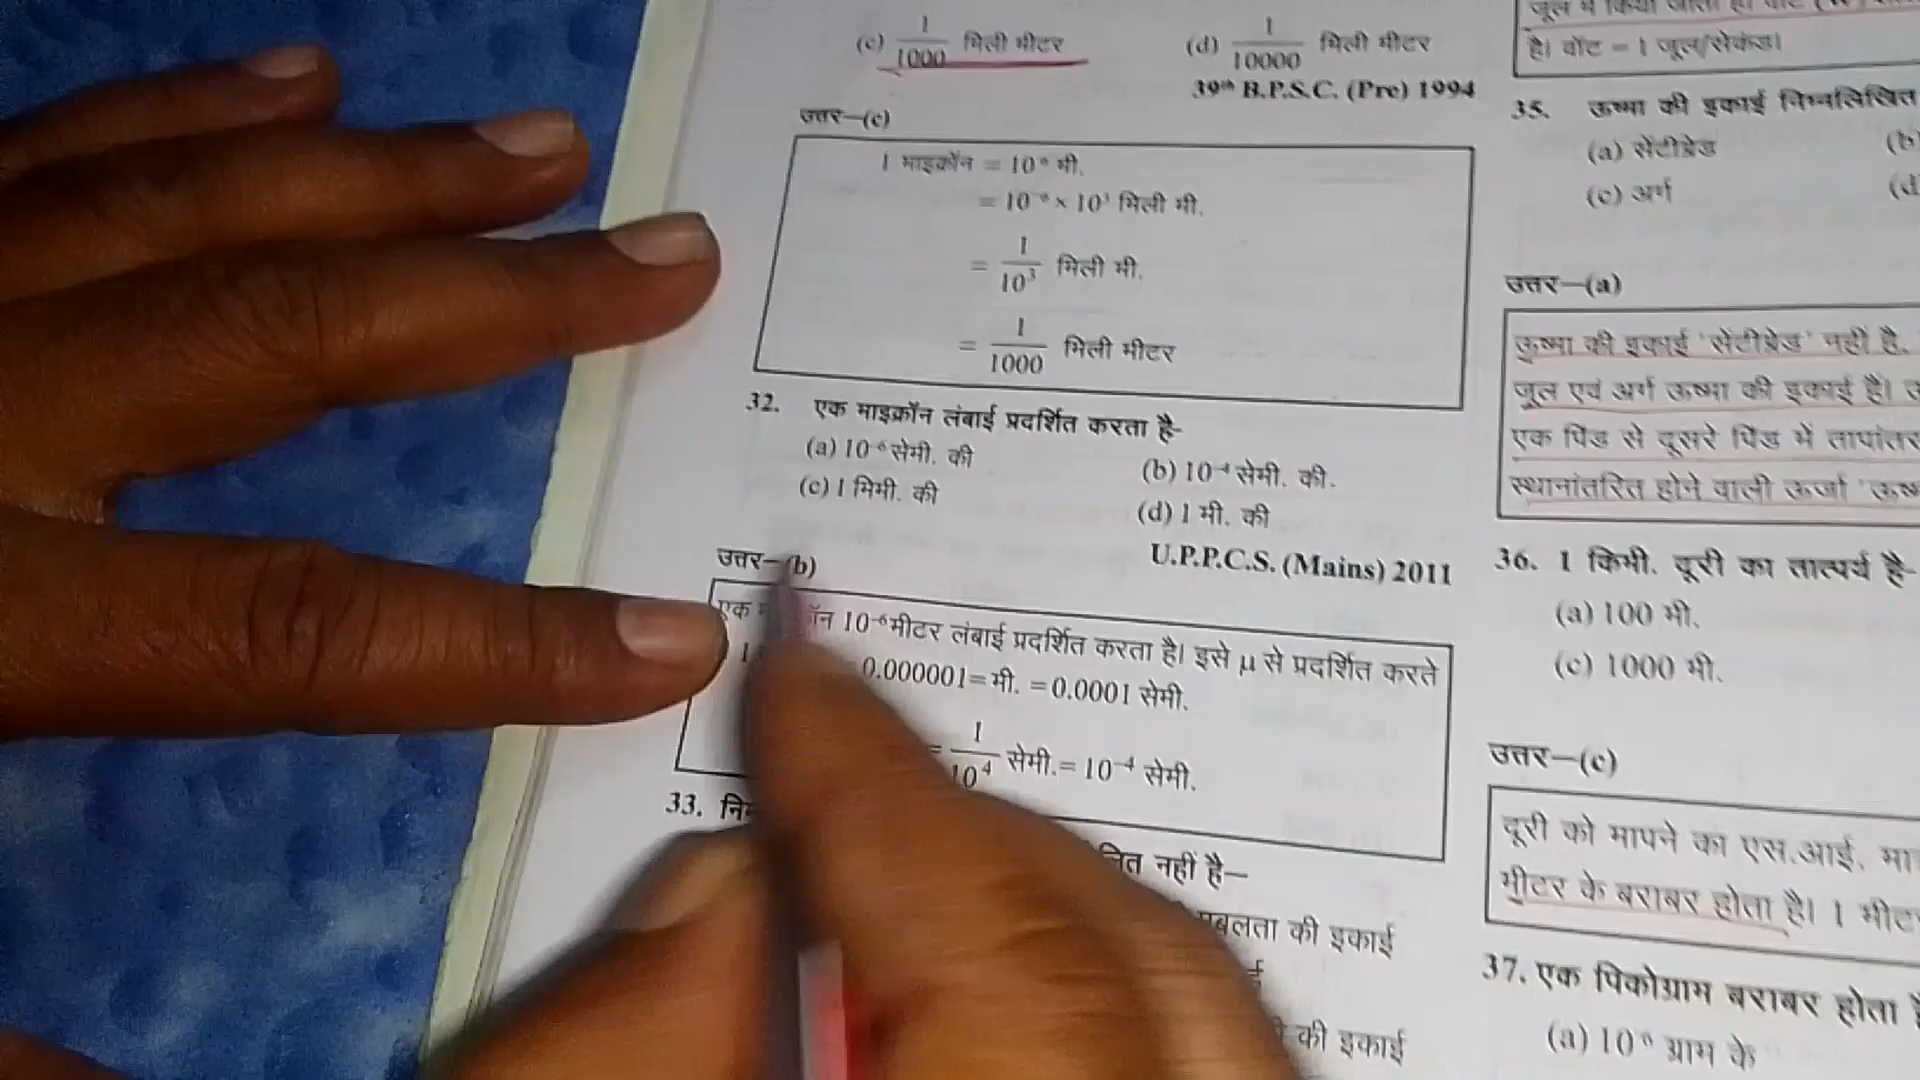 (c) 1/1000 मिली मीटर (d) 1/10000 मिली मीटर
39th B.P.S.C. (Pre) 1994
उत्तर—(c)
1 माइक्रॉन = 10 मी.
= 10 × 10³ मिली मी.
= 1/10³ मिली मी.
= 1/1000 मिली मीटर
32. एक माइक्रॉन लंबाई प्रदर्शित करता है-
(a) 10⁻⁶ सेमी. की (b) 10⁻⁴ सेमी. की.
(c) 1 मिमी. की (d) 1 मी. की
U.P.P.C.S. (Mains) 2011
उत्तर—(b)
एक 10⁻⁶ मीटर लंबाई प्रदर्शित करता है। इसे μ से प्रदर्शित करते
0.000001= मी. = 0.0001 सेमी.
= 1/10⁴ सेमी.= 10⁻⁴ सेमी.
33.
नहीं है—
की इकाई
की इकाई
है। वॉट = 1 जूल/सेकंड।
35. ऊष्मा की इकाई निम्नलिखित
(a) सेंटीग्रेड (b
(c) अर्ग (d
उत्तर—(a)
ऊष्मा की इकाई 'सेंटीग्रेड' नहीं है.
जूल एवं अर्ग ऊष्मा की इकाई हैं।
एक पिंड से दूसरे पिंड में तापांतर
स्थानांतरित होने वाली ऊर्जा
36. 1 किमी. दूरी का तात्पर्य है-
(a) 100 मी.
(c) 1000 मी.
उत्तर—(c)
दूरी को मापने का एस.आई.
मीटर के बराबर होता है। 1
37. एक पिकोग्राम बराबर होता
(a) 10 ग्राम के